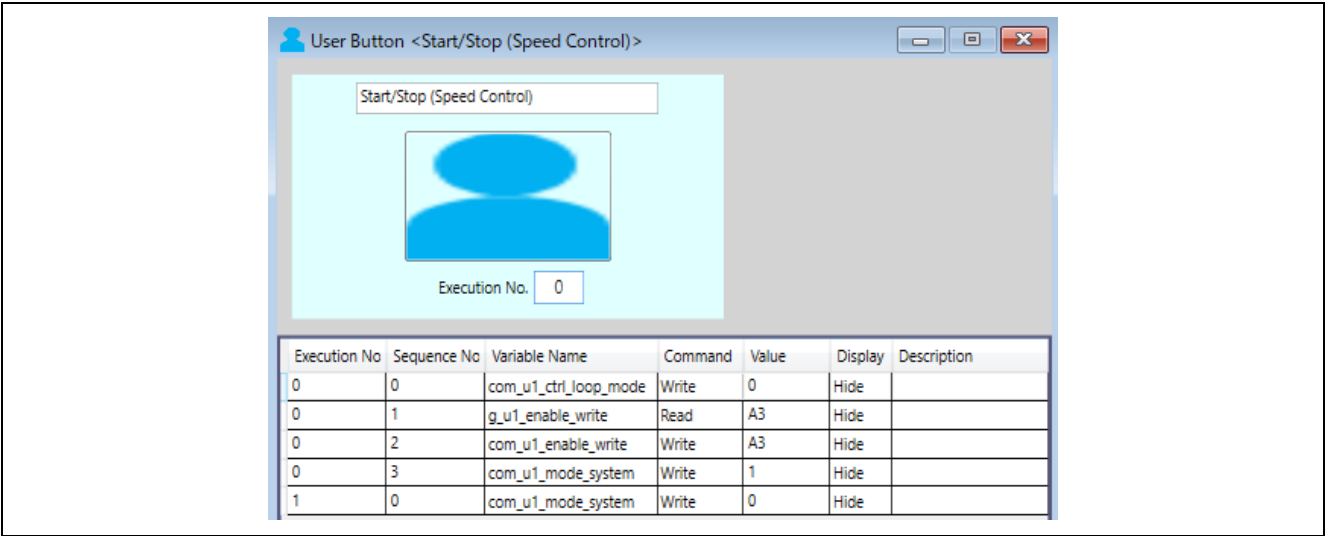 User Button <Start/Stop (Speed Control)>
Start/Stop (Speed Control)
Execution No. 0
Execution No Sequence No Variable Name Command Value Display Description
0 0 com_u1_ctrl_loop_mode Write 0 Hide
0 1 g_u1_enable_write Read A3 Hide
0 2 com_u1_enable_write Write A3 Hide
0 3 com_u1_mode_system Write 1 Hide
1 0 com_u1_mode_system Write 0 Hide